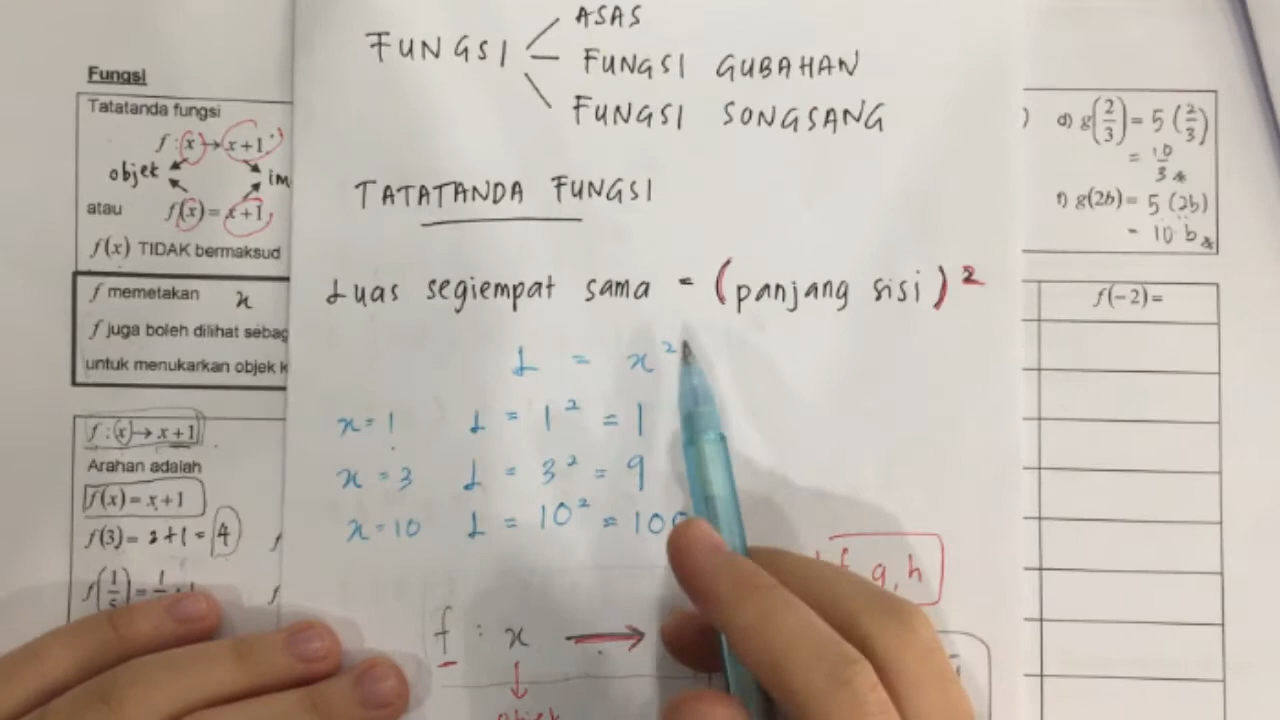 FUNGSI
ASAS
FUNGSI GUBAHAN
FUNGSI SONGSANG
TATATANDA FUNGSI
Luas segiempat sama = (panjang sisi)²
L = x²
x = 1 L = 1² = 1
x = 3 L = 3² = 9
x = 10 L = 10² = 100
f : x →
objek
f, g, h
Fungsi
Tatatanda fungsi
f : x → x+1
objek im
atau f(x) = x+1
f(x) TIDAK bermaksud
f memetakan x
f juga boleh dilihat sebag
untuk menukarkan objek k
f : (x) → x+1
Arahan adalah
f(x) = x+1
f(3) = 3+1 = 4
d) g(2/3) = 5(2/3)
= 10/3
f) g(2b) = 5(2b)
= 10b
f(−2) =